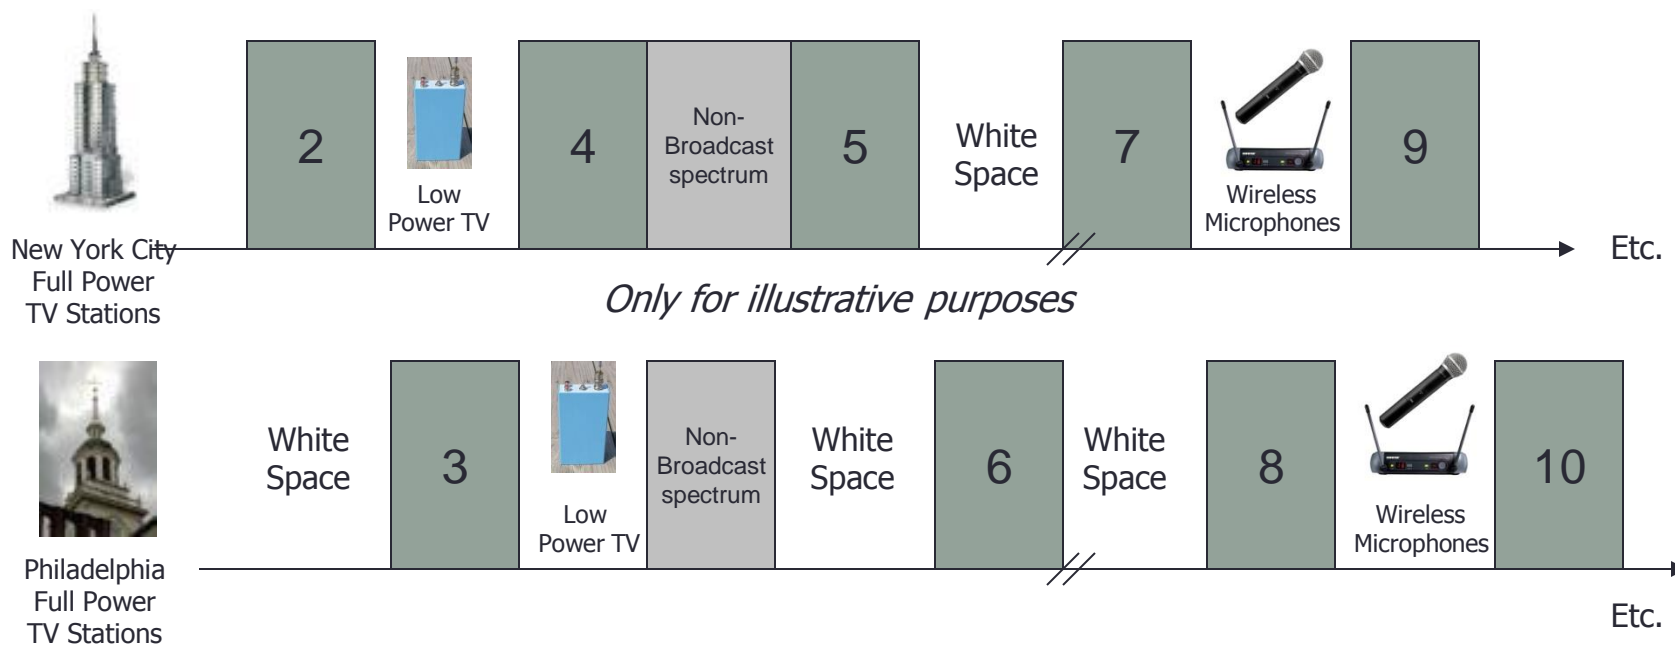 2
Low
Power TV
4
Non-
Broadcast
spectrum
5
White
Space
7
Wireless
Microphones
9
New York City
Full Power
TV Stations
Etc.
Only for illustrative purposes
White
Space
3
Low
Power TV
Non-
Broadcast
spectrum
White
Space
6
White
Space
8
Wireless
Microphones
10
Philadelphia
Full Power
TV Stations
Etc.